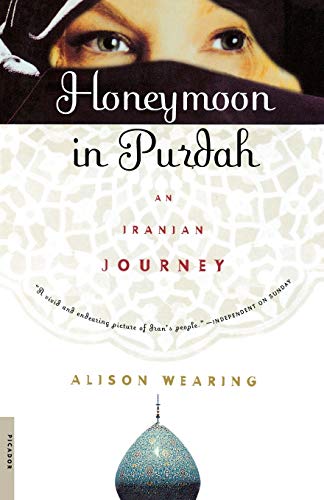 Honeymoon
in Purdah
AN
IRANIAN
JOURNEY
"A vivid and endearing picture of Iran's people."—INDEPENDENT ON SUNDAY
ALISON WEARING
PICADOR